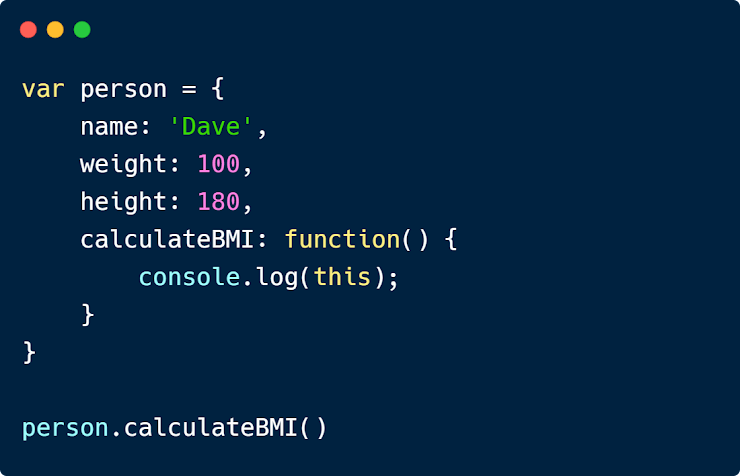 var person = {
    name: 'Dave',
    weight: 100,
    height: 180,
    calculateBMI: function() {
        console.log(this);
    }
}
person.calculateBMI()